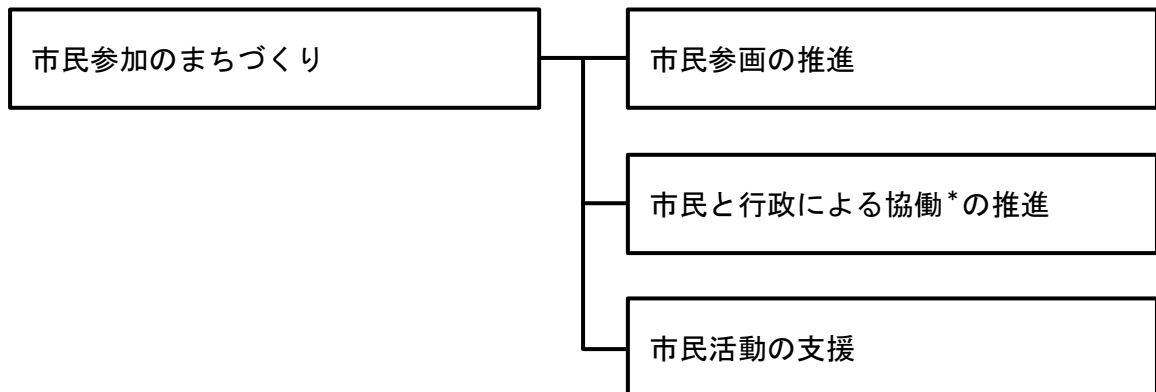 市民参加のまちづくり
市民参画の推進
市民と行政による協働*の推進
市民活動の支援